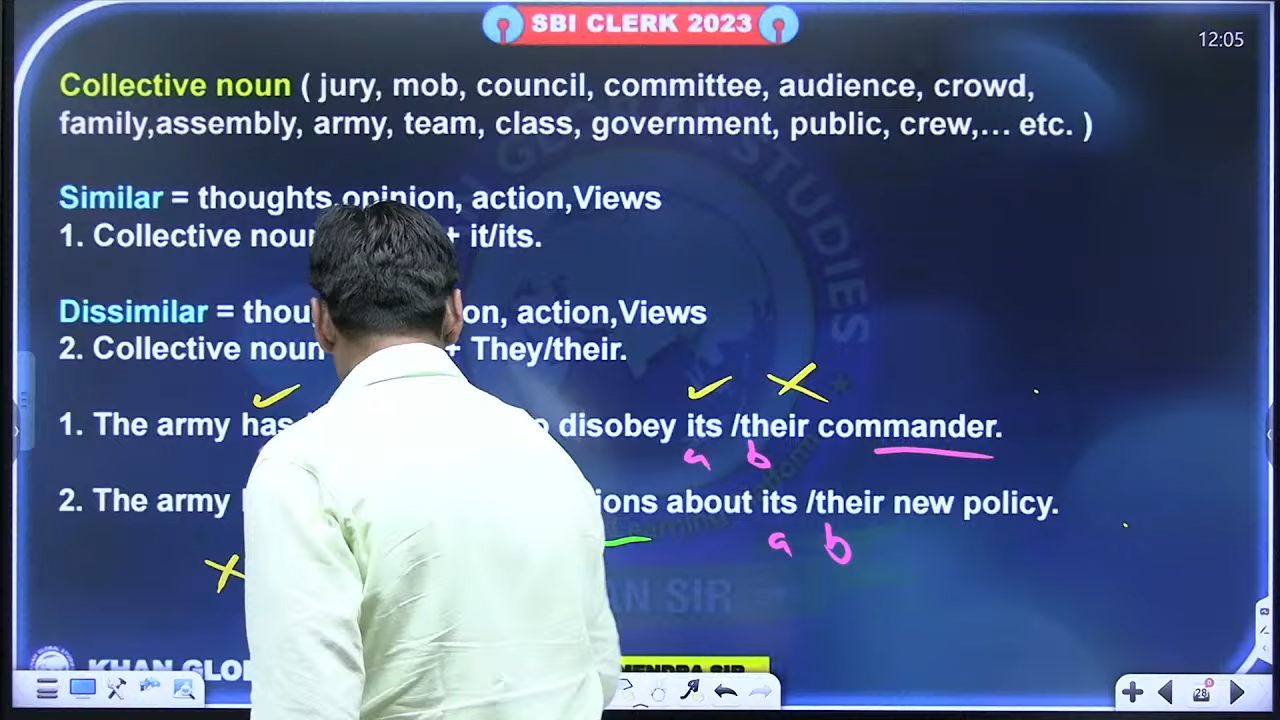 SBI CLERK 2023
12:05
Collective noun ( jury, mob, council, committee, audience, crowd,
family,assembly, army, team, class, government, public, crew,... etc. )
Similar = thoughts,opinion, action,Views
1. Collective noun + it/its.
Dissimilar = on, action,Views
2. Collective noun + They/their.
1. The army has disobey its /their commander.
a b
2. The army about its /their new policy.
a b
KHAN
28